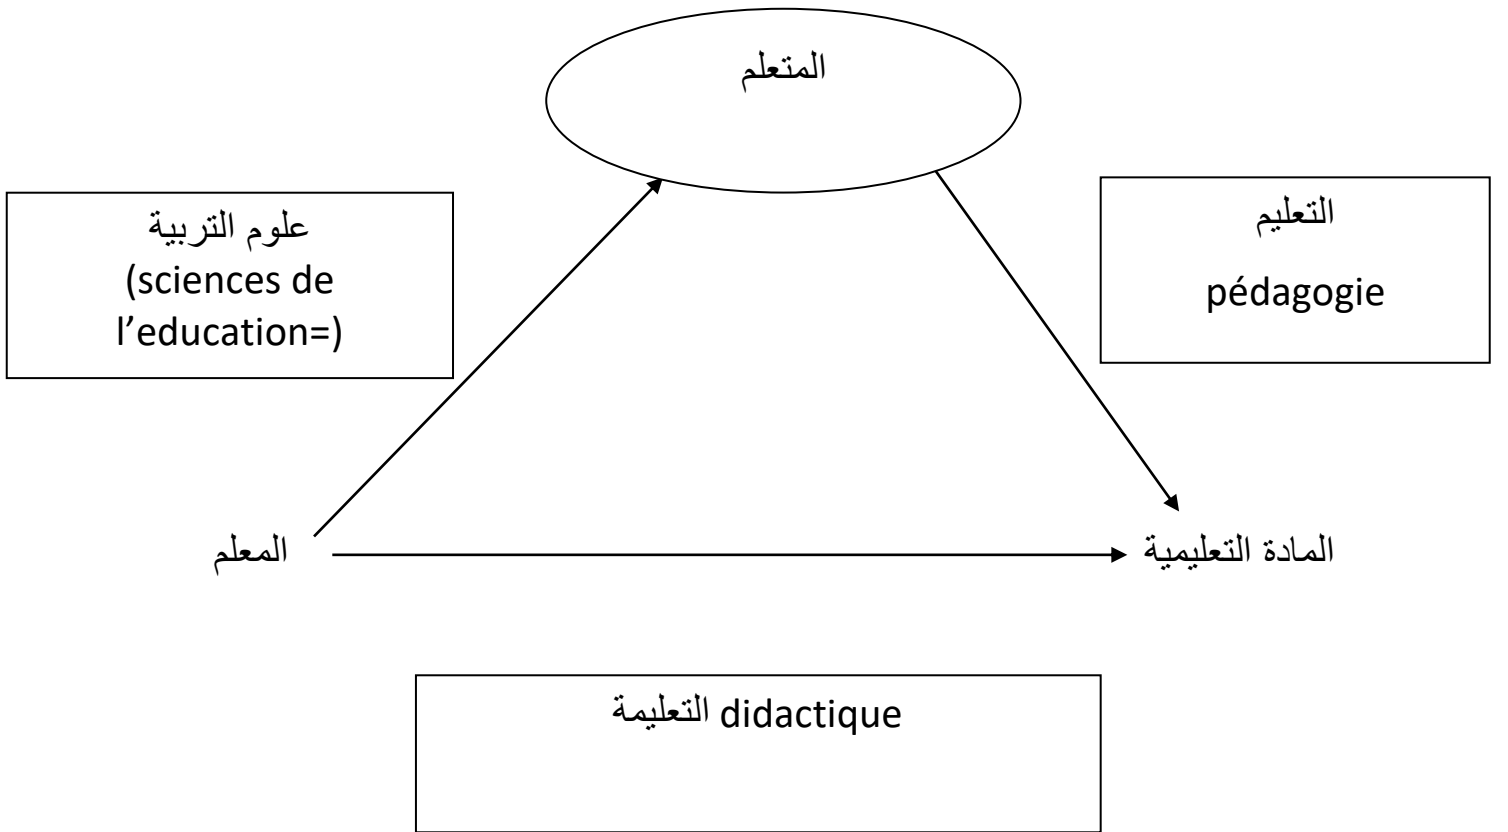 المتعلم
علوم التربية
(sciences de
l’education=)
التعليم
pédagogie
المعلم
المادة التعليمية
التعليمة didactique